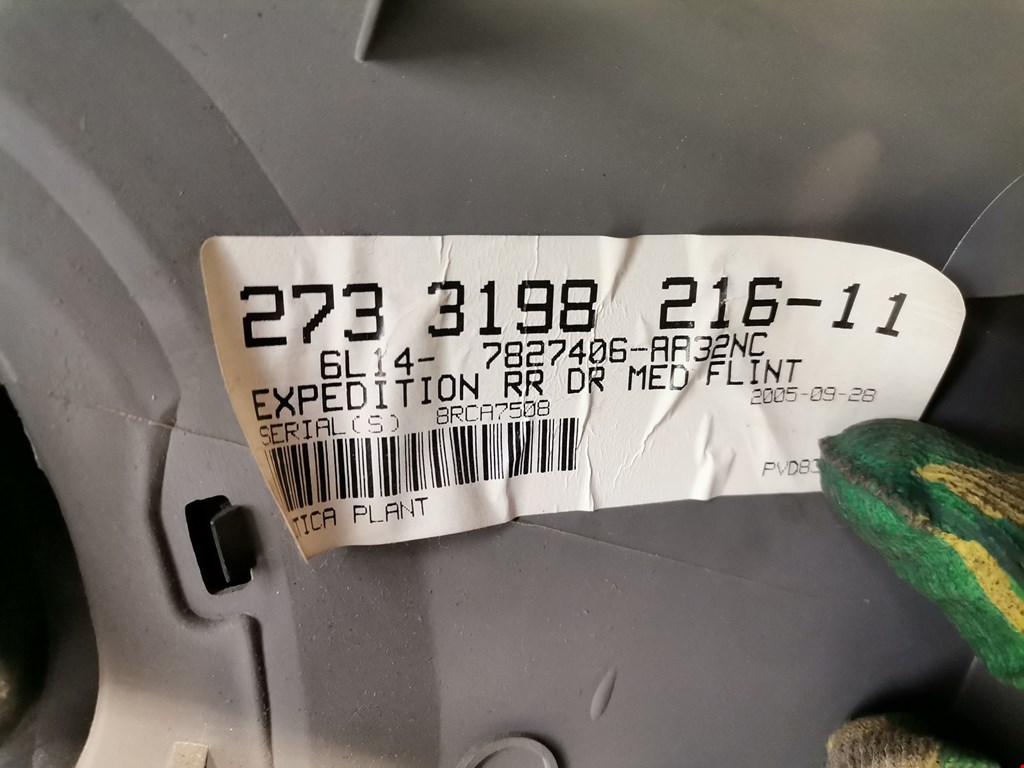 273 3198 216-11
6L14- 7827406-AA32NC
EXPEDITION RR DR MED FLINT
2005-09-28
SERIAL(S) 8RCA7508
TICA PLANT